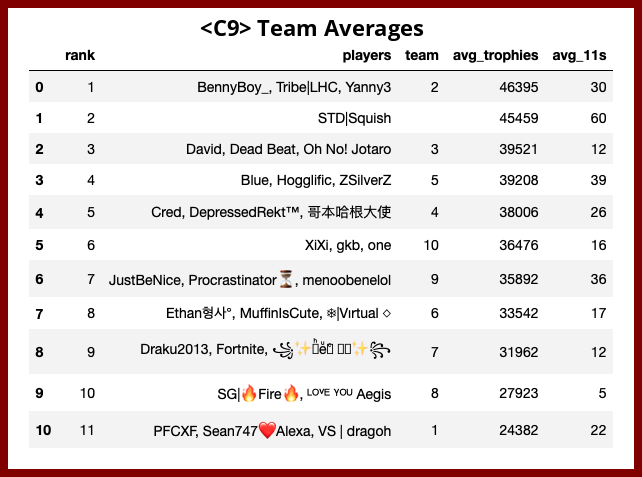 <C9> Team Averages
rank players team avg_trophies avg_11s
0 1 BennyBoy_, Tribe|LHC, Yanny3 2 46395 30
1 2 STD|Squish 45459 60
2 3 David, Dead Beat, Oh No! Jotaro 3 39521 12
3 4 Blue, Hogglific, ZSilverZ 5 39208 39
4 5 Cred, DepressedRekt™, 哥本哈根大使 4 38006 26
5 6 XiXi, gkb, one 10 36476 16
6 7 JustBeNice, Procrastinator⏳, menoobenelol 9 35892 36
7 8 Ethan형사°, MuffinIsCute, ❄|Vırtual ◇ 6 33542 17
8 9 Draku2013, Fortnite, 7 31962 12
9 10 SG|🔥Fire🔥, ᴸᴼⱽᴱ ᵞᴼᵁ Aegis 8 27923 5
10 11 PFCXF, Sean747❤️Alexa, VS | dragoh 1 24382 22